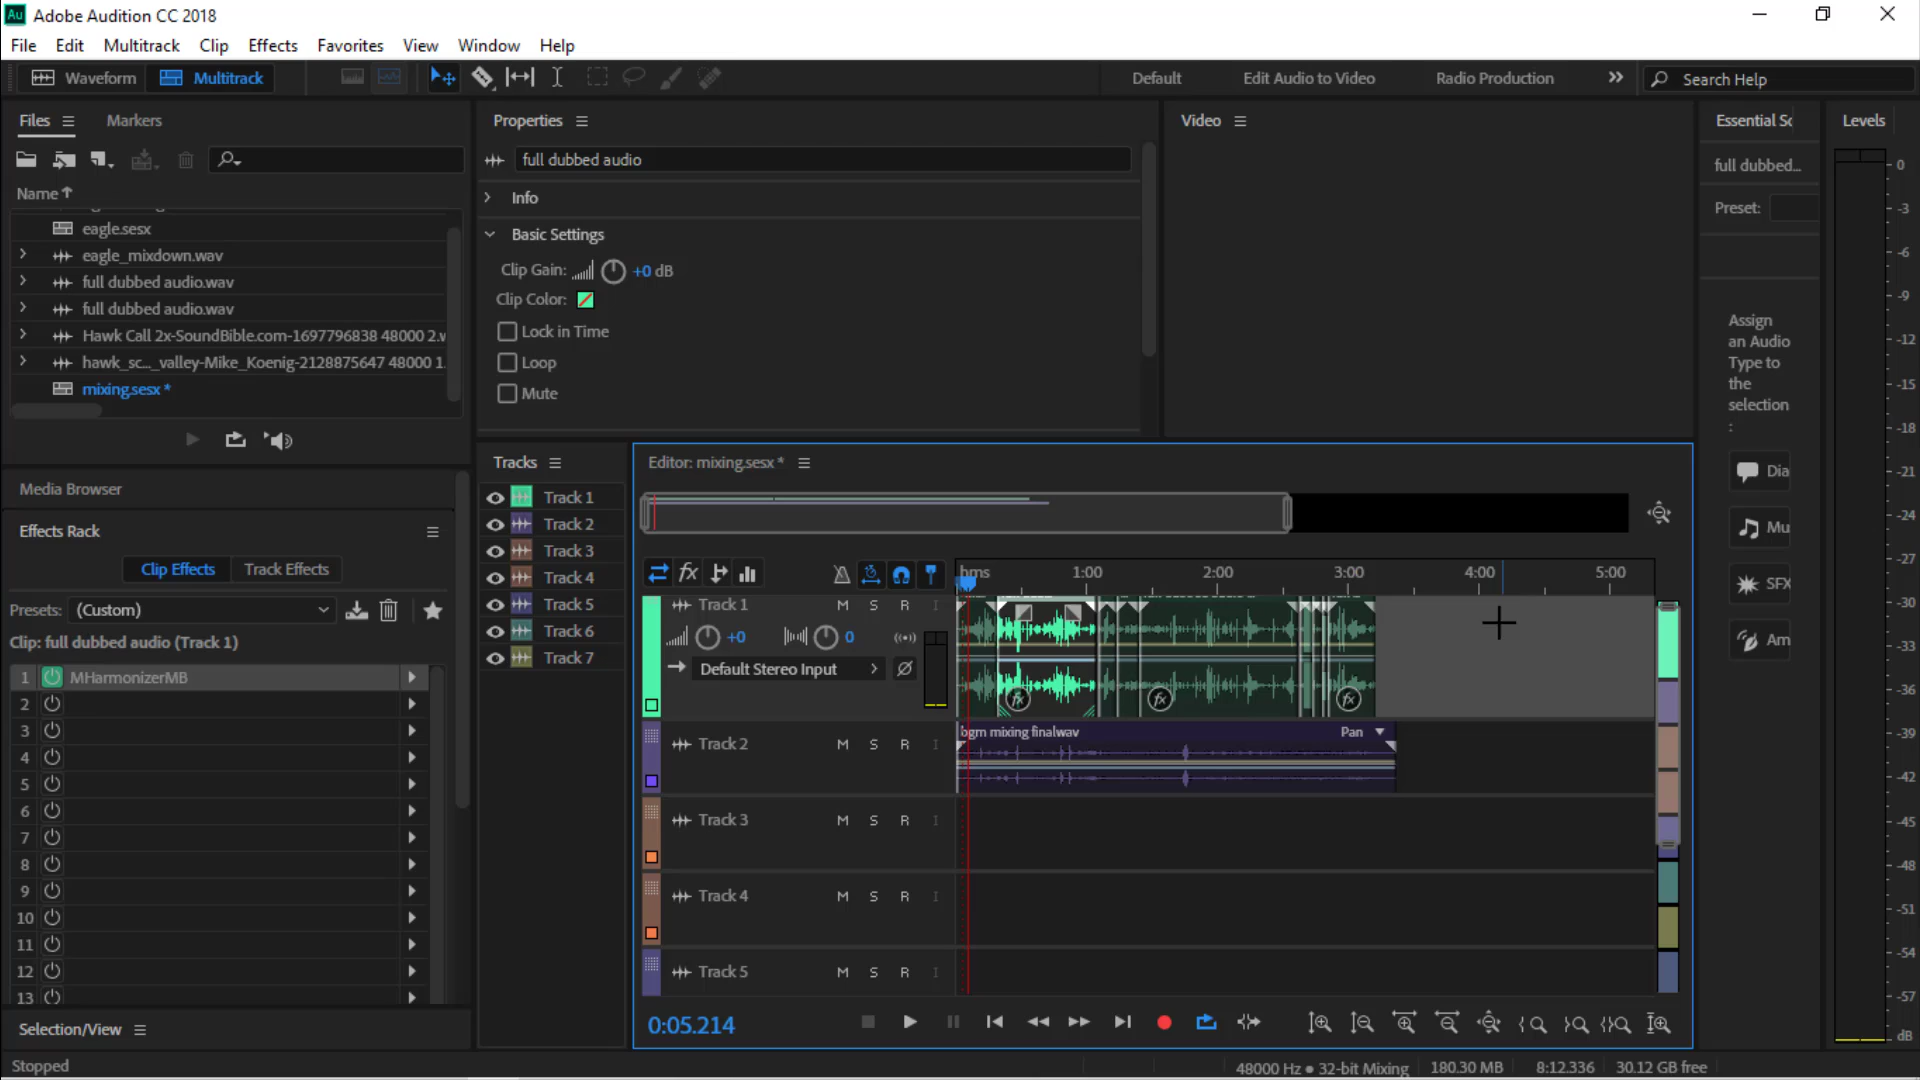 Au Adobe Audition CC 2018
File Edit Multitrack Clip Effects Favorites View Window Help
Waveform Multitrack Default Edit Audio to Video Radio Production Search Help
Files Markers
Name
eagle.sesx
eagle_mixdown.wav
full dubbed audio.wav
full dubbed audio.wav
Hawk Call 2x-SoundBible.com-1697796838 48000 2.w
hawk_sc..._valley-Mike_Koenig-2128875647 48000 1.
mixing.sesx *
Media Browser
Effects Rack
Clip Effects Track Effects
Presets: (Custom)
Clip: full dubbed audio (Track 1)
1 MHarmonizerMB
2
3
4
5
6
7
8
9
10
11
12
13
Selection/View
Stopped
Properties
full dubbed audio
Info
Basic Settings
Clip Gain: +0 dB
Clip Color:
Lock in Time
Loop
Mute
Video
Essential So
full dubbed...
Preset:
Assign
an Audio
Type to
the
selection
:
Dia
Mu
SFX
Am
Levels
0
-3
-6
-9
-12
-15
-18
-21
-24
-27
-30
-33
-36
-39
-42
-45
-48
-51
-54
-57
dB
Tracks
Track 1
Track 2
Track 3
Track 4
Track 5
Track 6
Track 7
Editor: mixing.sesx *
fx hms 1:00 2:00 3:00 4:00 5:00
Track 1 M S R I
+0 0
Default Stereo Input
fx fx fx
Track 2 M S R I
bgm mixing finalwav Pan
Track 3 M S R I
Track 4 M S R I
Track 5 M S R I
0:05.214
48000 Hz ● 32-bit Mixing 180.30 MB 8:12.336 30.12 GB free